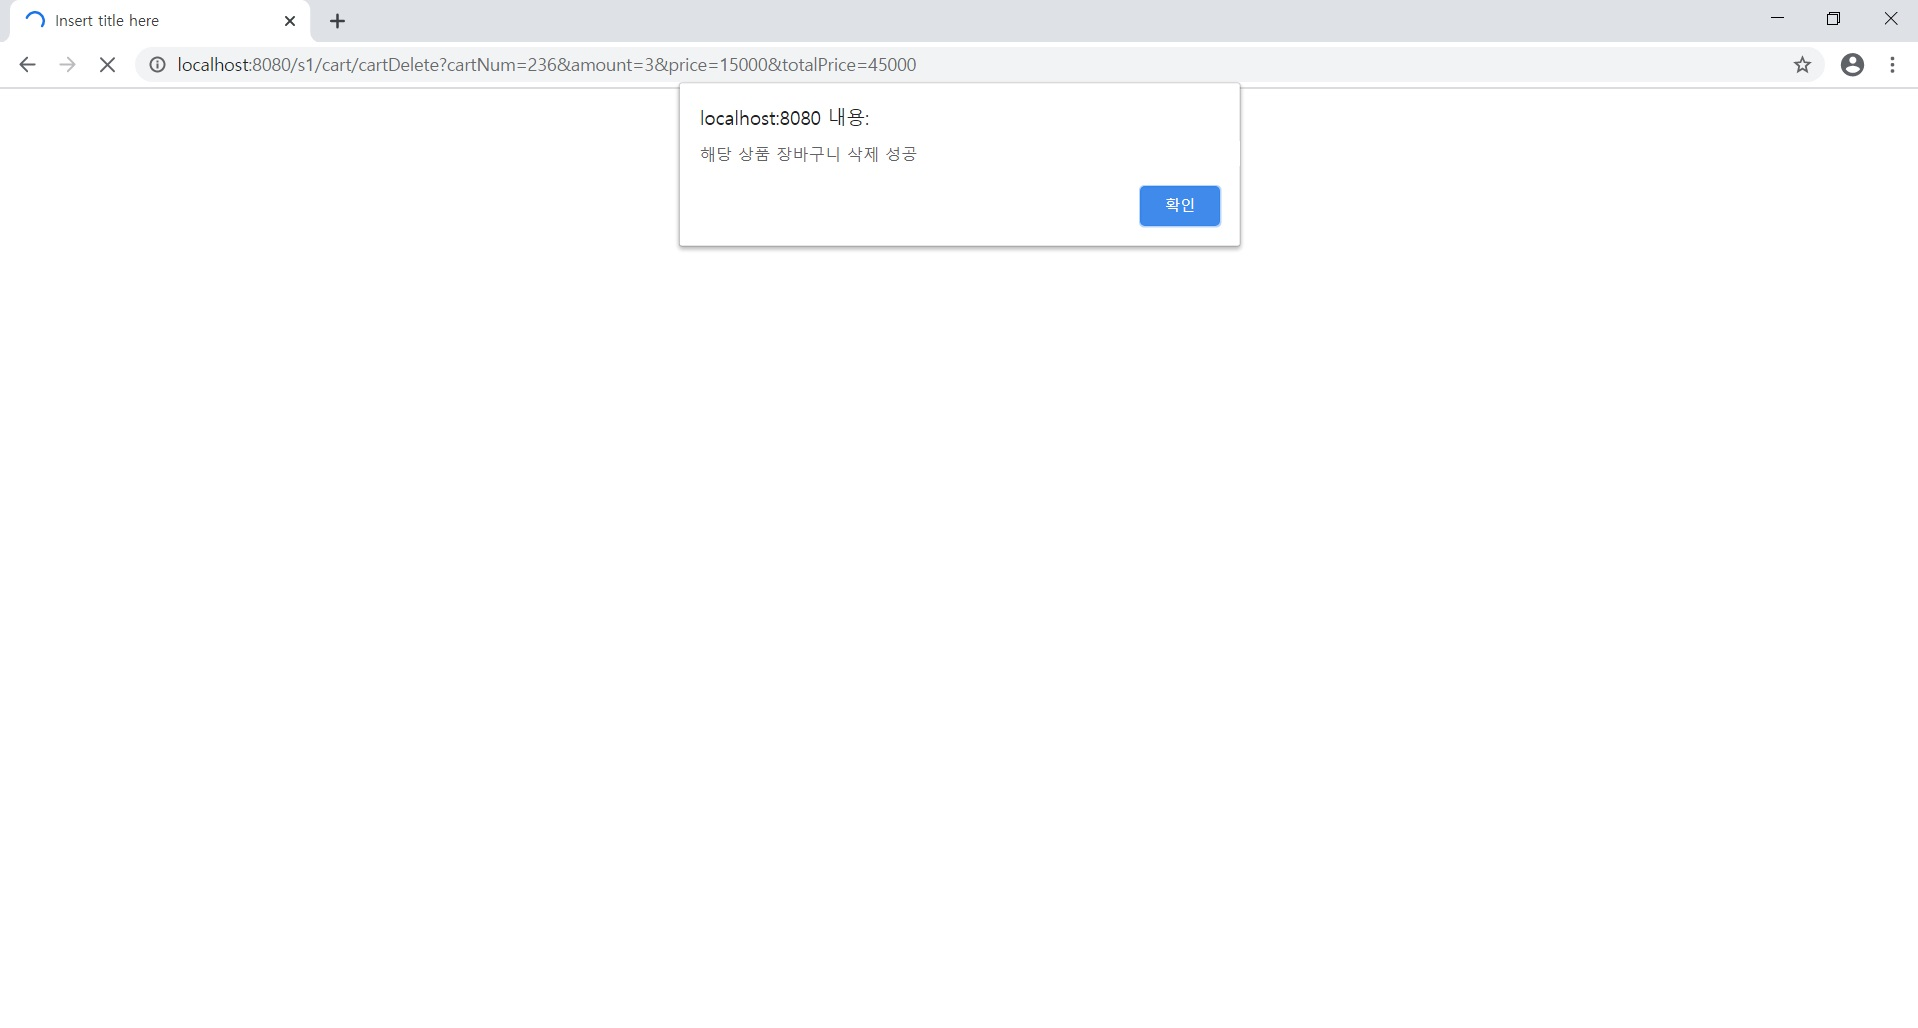 Insert title here
localhost:8080/s1/cart/cartDelete?cartNum=236&amount=3&price=15000&totalPrice=45000
localhost:8080 내용:
해당 상품 장바구니 삭제 성공
확인